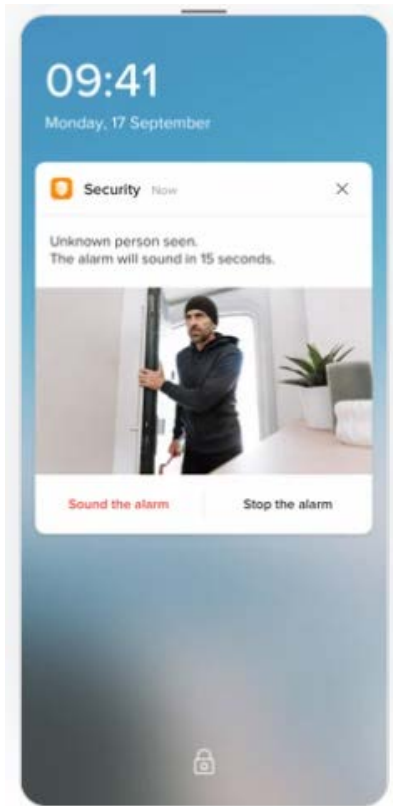 09:41
Monday, 17 September
Security Now
Unknown person seen.
The alarm will sound in 15 seconds.
Sound the alarm
Stop the alarm